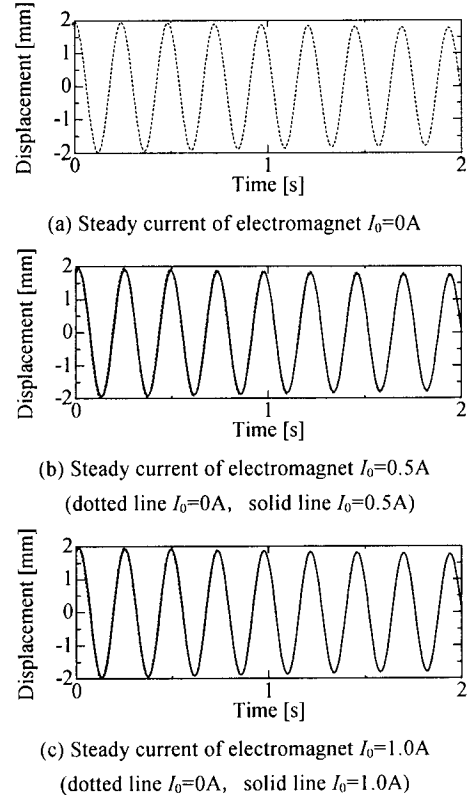 2
1
0
-1
-2
Displacement [mm]
0
1
2
Time [s]
(a) Steady current of electromagnet I₀=0A
2
1
0
-1
-2
Displacement [mm]
0
1
2
Time [s]
(b) Steady current of electromagnet I₀=0.5A
(dotted line I₀=0A, solid line I₀=0.5A)
2
1
0
-1
-2
Displacement [mm]
0
1
2
Time [s]
(c) Steady current of electromagnet I₀=1.0A
(dotted line I₀=0A, solid line I₀=1.0A)